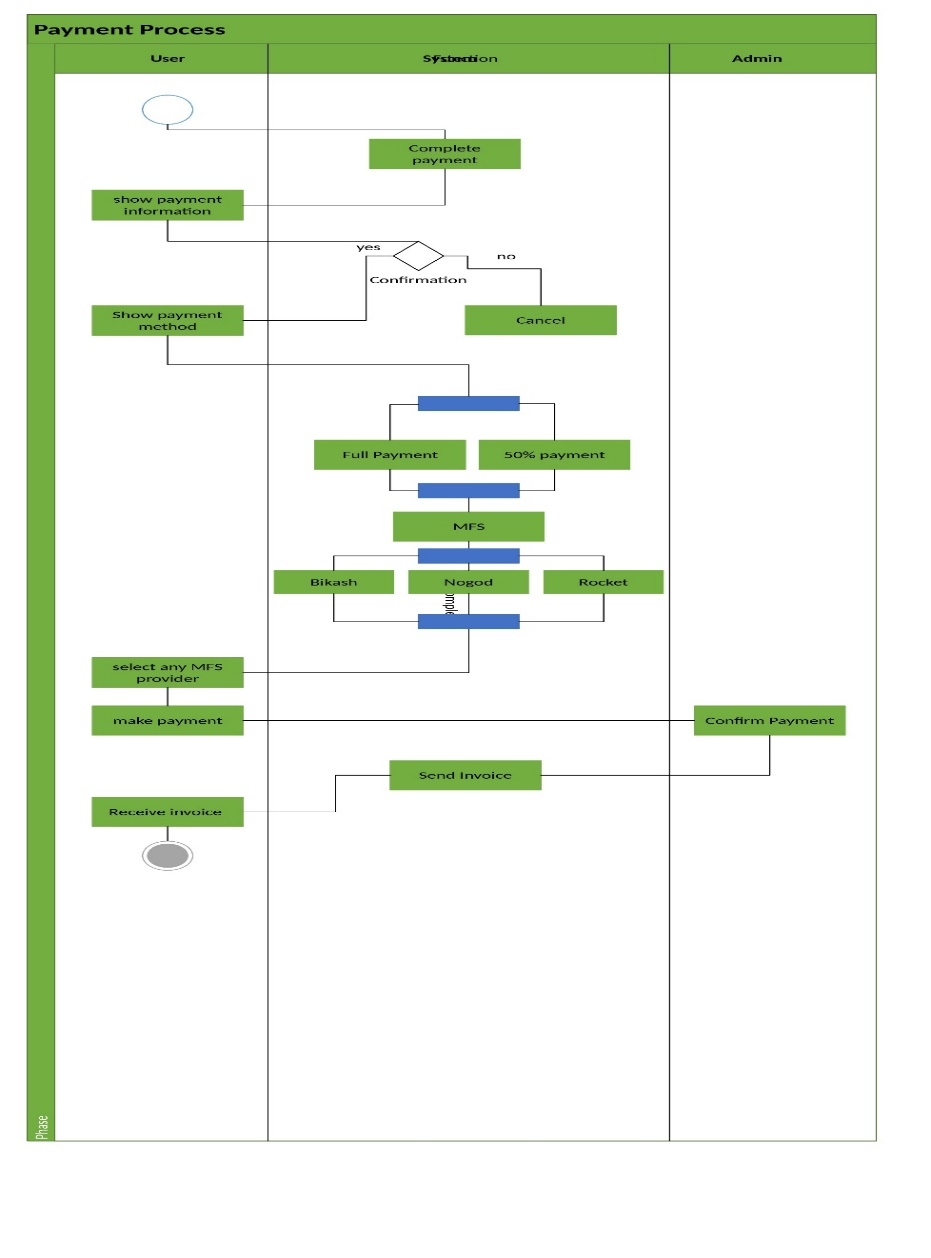 Payment Process
User
System
Admin
Complete
payment
show payment
information
yes
no
Confirmation
Show payment
method
Cancel
Full Payment
50% payment
MFS
Bikash
Nogod
Rocket
select any MFS
provider
make payment
Confirm Payment
Send Invoice
Receive invoice
Phase